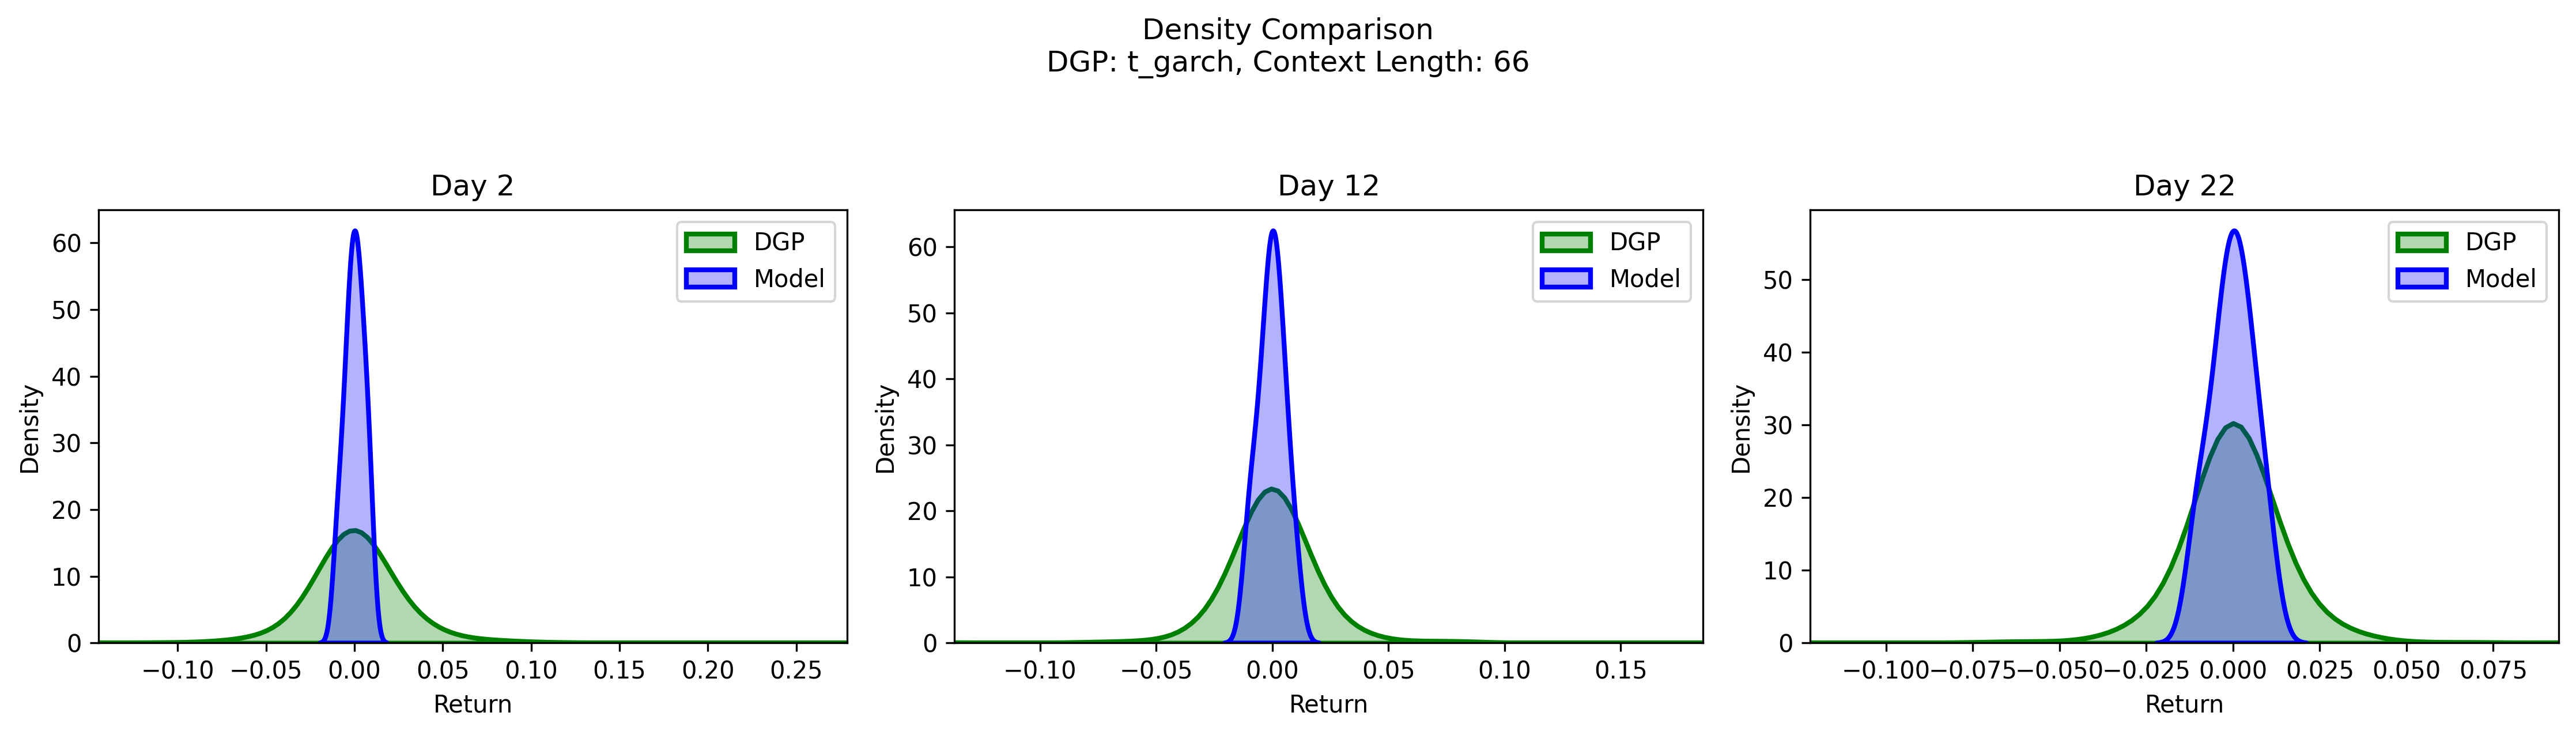 Density Comparison
DGP: t_garch, Context Length: 66
Day 2
60
50
40
30
20
10
0
Density
−0.10 −0.05 0.00 0.05 0.10 0.15 0.20 0.25
Return
DGP
Model
Day 12
60
50
40
30
20
10
0
Density
−0.10 −0.05 0.00 0.05 0.10 0.15
Return
DGP
Model
Day 22
50
40
30
20
10
0
Density
−0.100 −0.075 −0.050 −0.025 0.000 0.025 0.050 0.075
Return
DGP
Model